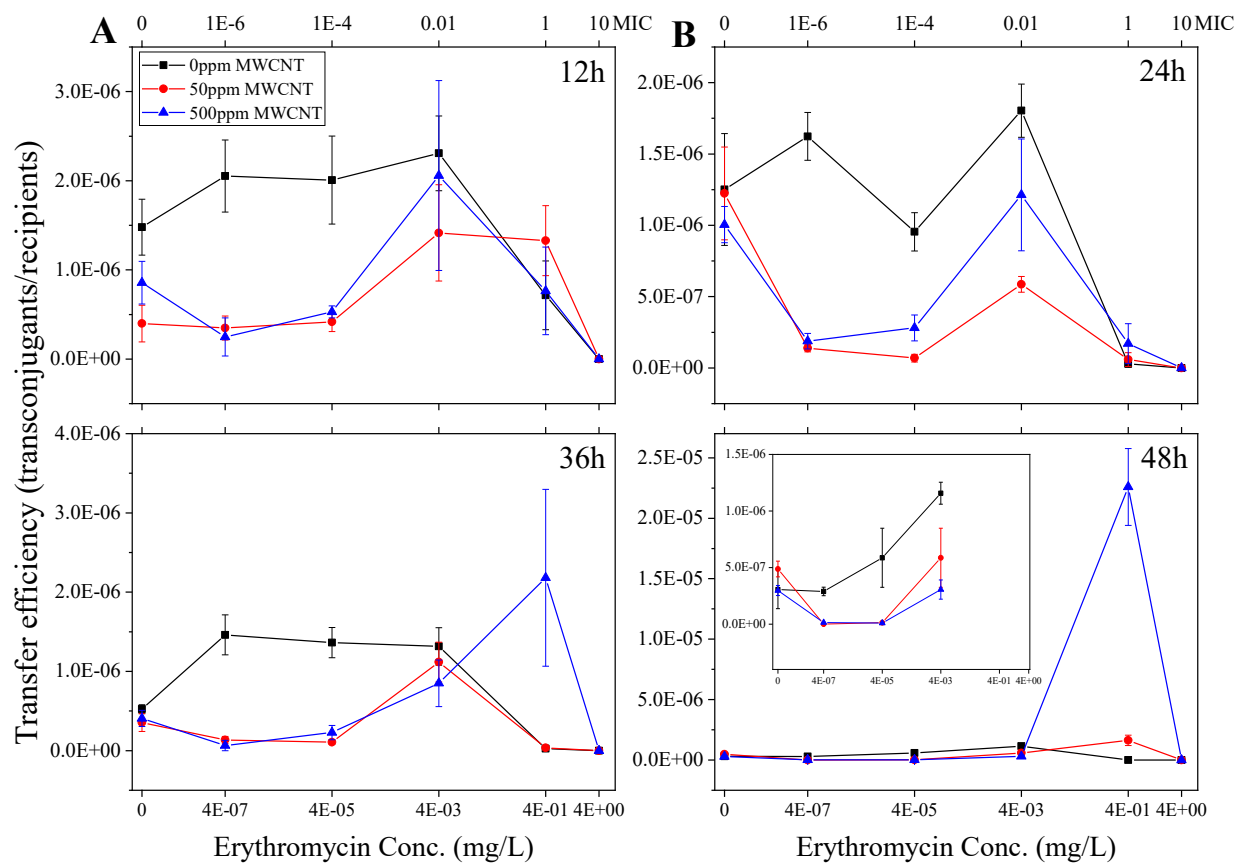 0 1E-6 1E-4 0.01 1 10 MIC
0 1E-6 1E-4 0.01 1 10 MIC
A
B
0ppm MWCNT
50ppm MWCNT
500ppm MWCNT
12h
24h
3.0E-06
2.0E-06
1.0E-06
0.0E+00
2.0E-06
1.5E-06
1.0E-06
5.0E-07
0.0E+00
Transfer efficiency (transconjugants/recipients)
36h
48h
4.0E-06
3.0E-06
2.0E-06
1.0E-06
0.0E+00
2.5E-05
2.0E-05
1.5E-05
1.0E-05
5.0E-06
0.0E+00
1.5E-06
1.0E-06
5.0E-07
0.0E+00
0 4E-07 4E-05 4E-03 4E-01 4E+00
0 4E-07 4E-05 4E-03 4E-01 4E+00
0 4E-07 4E-05 4E-03 4E-01 4E+00
Erythromycin Conc. (mg/L)
Erythromycin Conc. (mg/L)